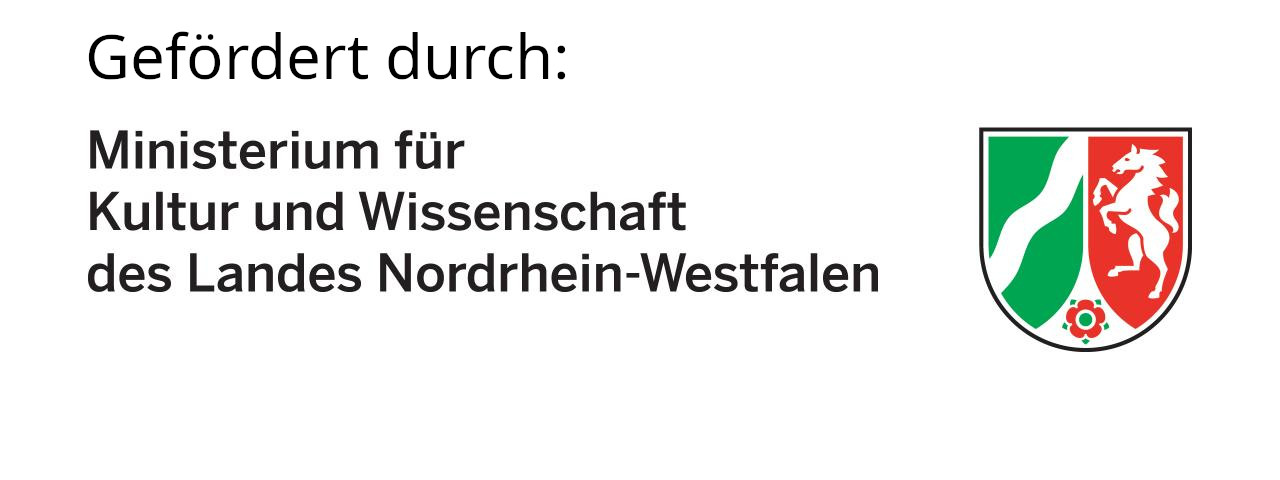 Gefördert durch:
Ministerium für
Kultur und Wissenschaft
des Landes Nordrhein-Westfalen